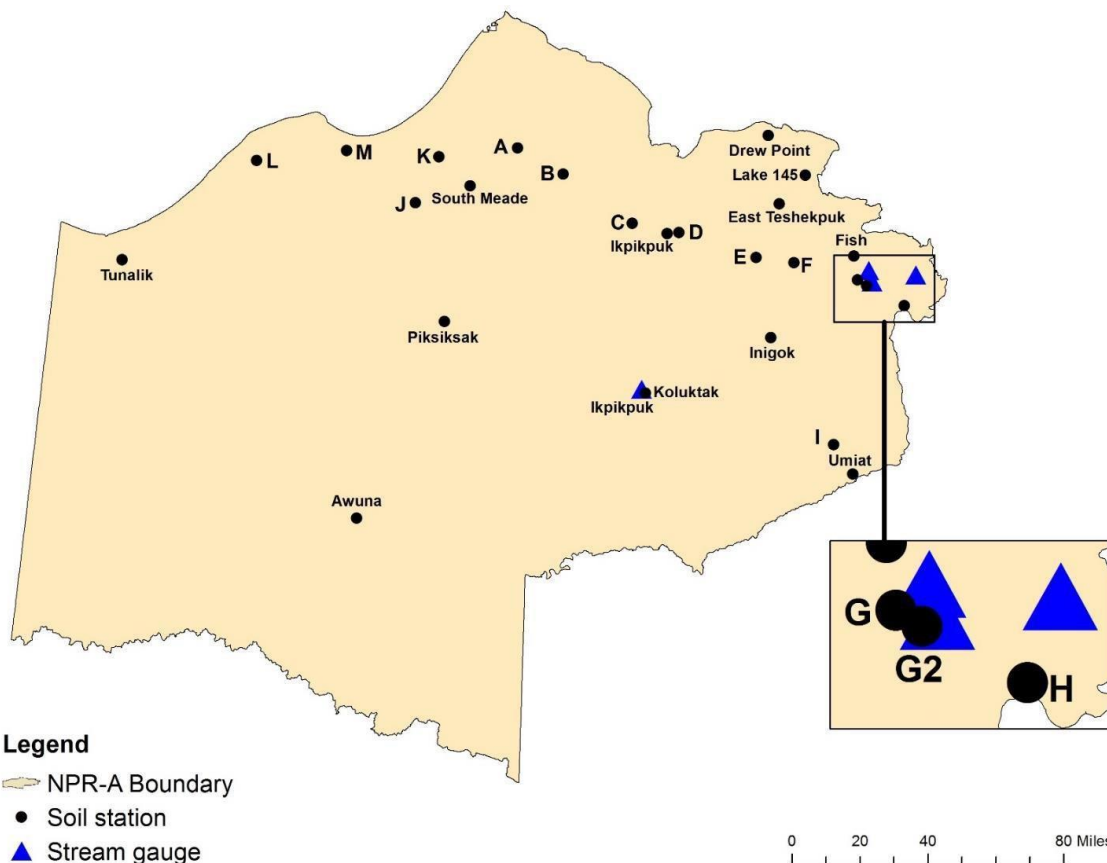 Drew Point
A
M
K
L
B
Lake 145
South Meade
J
East Teshekpuk
C
D
Ikpikpuk
Fish
E
F
Tunalik
Piksiksak
Inigok
Koluktak
Ikpikpuk
I
Umiat
Awuna
G
G2
H
Legend
NPR-A Boundary
Soil station
Stream gauge
0 20 40 80 Miles